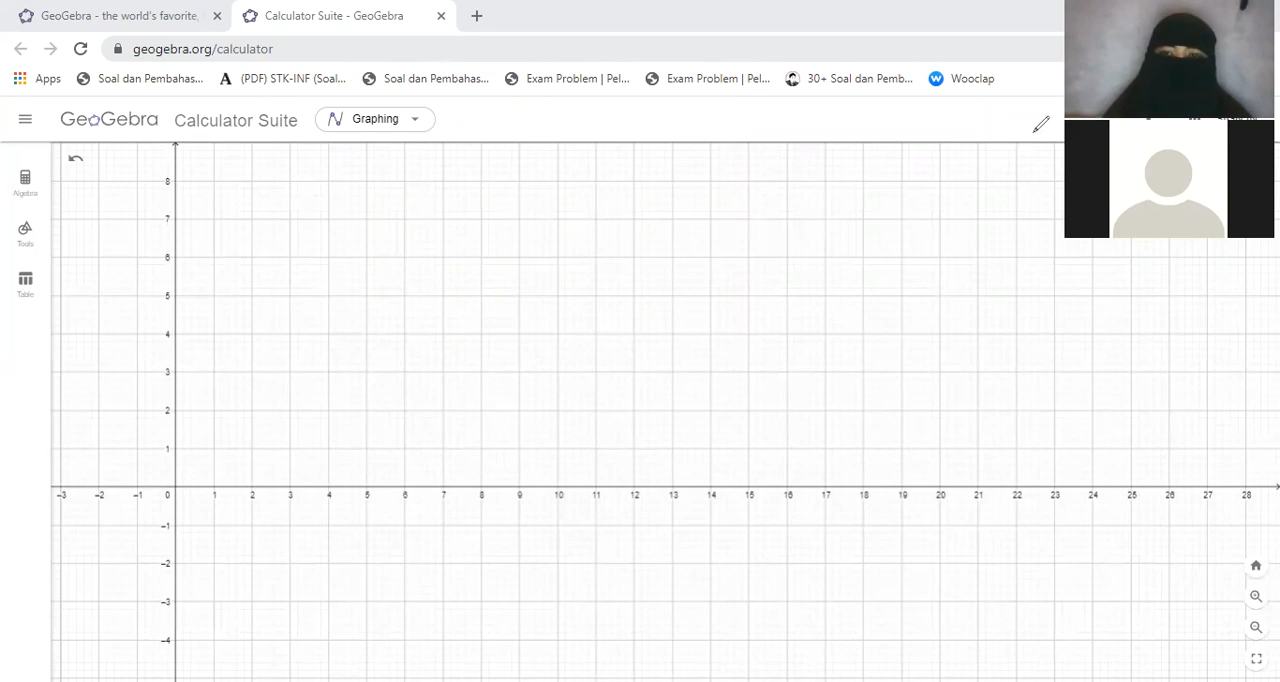 GeoGebra - the world's favorite,
Calculator Suite - GeoGebra
geogebra.org/calculator
Apps
Soal dan Pembahas...
(PDF) STK-INF (Soal...
Soal dan Pembahas...
Exam Problem | Pel...
Exam Problem | Pel...
30+ Soal dan Pemb...
Wooclap
GeoGebra
Calculator Suite
Graphing
Algebra
Tools
Table
8
7
6
5
4
3
2
1
-3 -2 -1 0 1 2 3 4 5 6 7 8 9 10 11 12 13 14 15 16 17 18 19 20 21 22 23 24 25 26 27 28
-1
-2
-3
-4